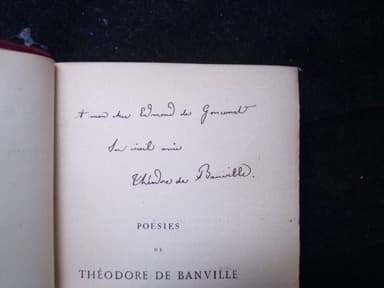 à mon cher Edmond de Goncourt
Son vieil ami
Théodore de Banville.
POÉSIES
DE
THÉODORE DE BANVILLE